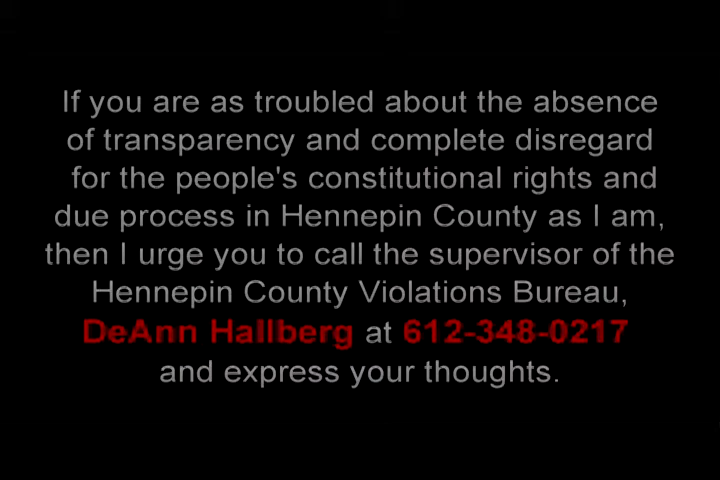 If you are as troubled about the absence
of transparency and complete disregard
for the people's constitutional rights and
due process in Hennepin County as I am,
then I urge you to call the supervisor of the
Hennepin County Violations Bureau,
DeAnn Hallberg at 612-348-0217
and express your thoughts.